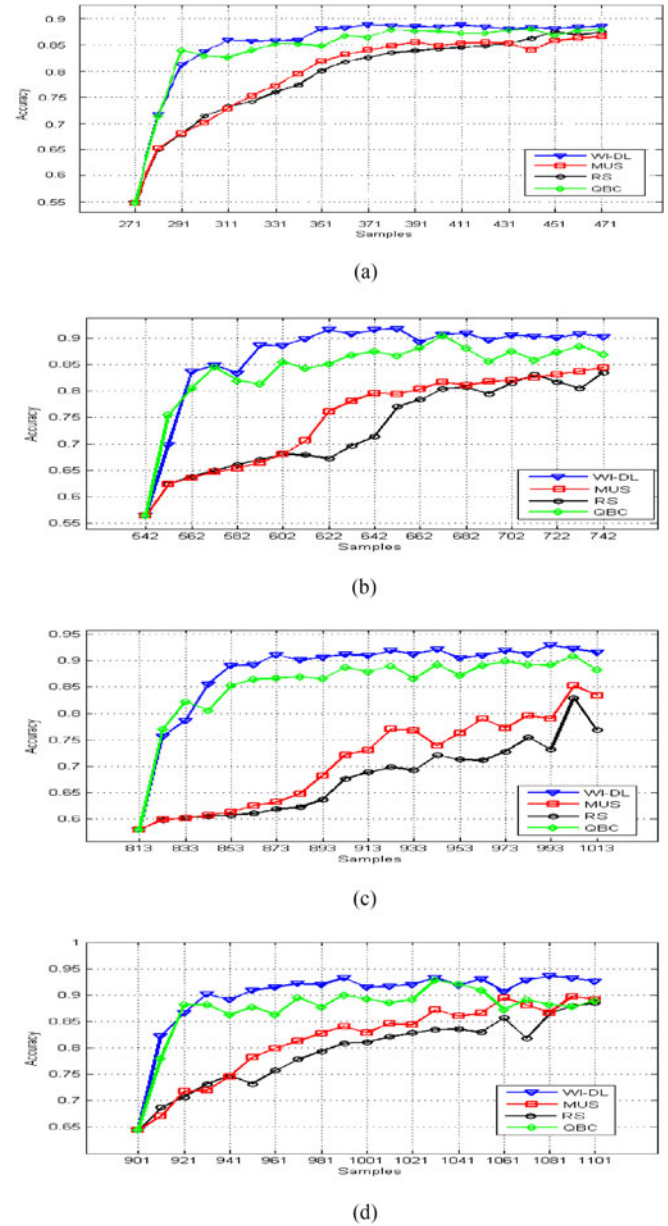 0.9
0.85
0.8
0.75
0.7
0.65
0.6
0.55
Accuracy
WI-DL
MUS
RS
QBC
271 291 311 331 351 371 391 411 431 451 471
Samples
(a)
0.9
0.85
0.8
0.75
0.7
0.65
0.6
0.55
Accuracy
WI-DL
MUS
RS
QBC
542 562 582 602 622 642 662 682 702 722 742
Samples
(b)
0.95
0.9
0.85
0.8
0.75
0.7
0.65
0.6
Accuracy
WI-DL
MUS
RS
QBC
813 833 853 873 893 913 933 953 973 993 1013
Samples
(c)
1
0.95
0.9
0.85
0.8
0.75
0.7
0.65
Accuracy
WI-DL
MUS
RS
QBC
901 921 941 961 981 1001 1021 1041 1061 1081 1101
Samples
(d)